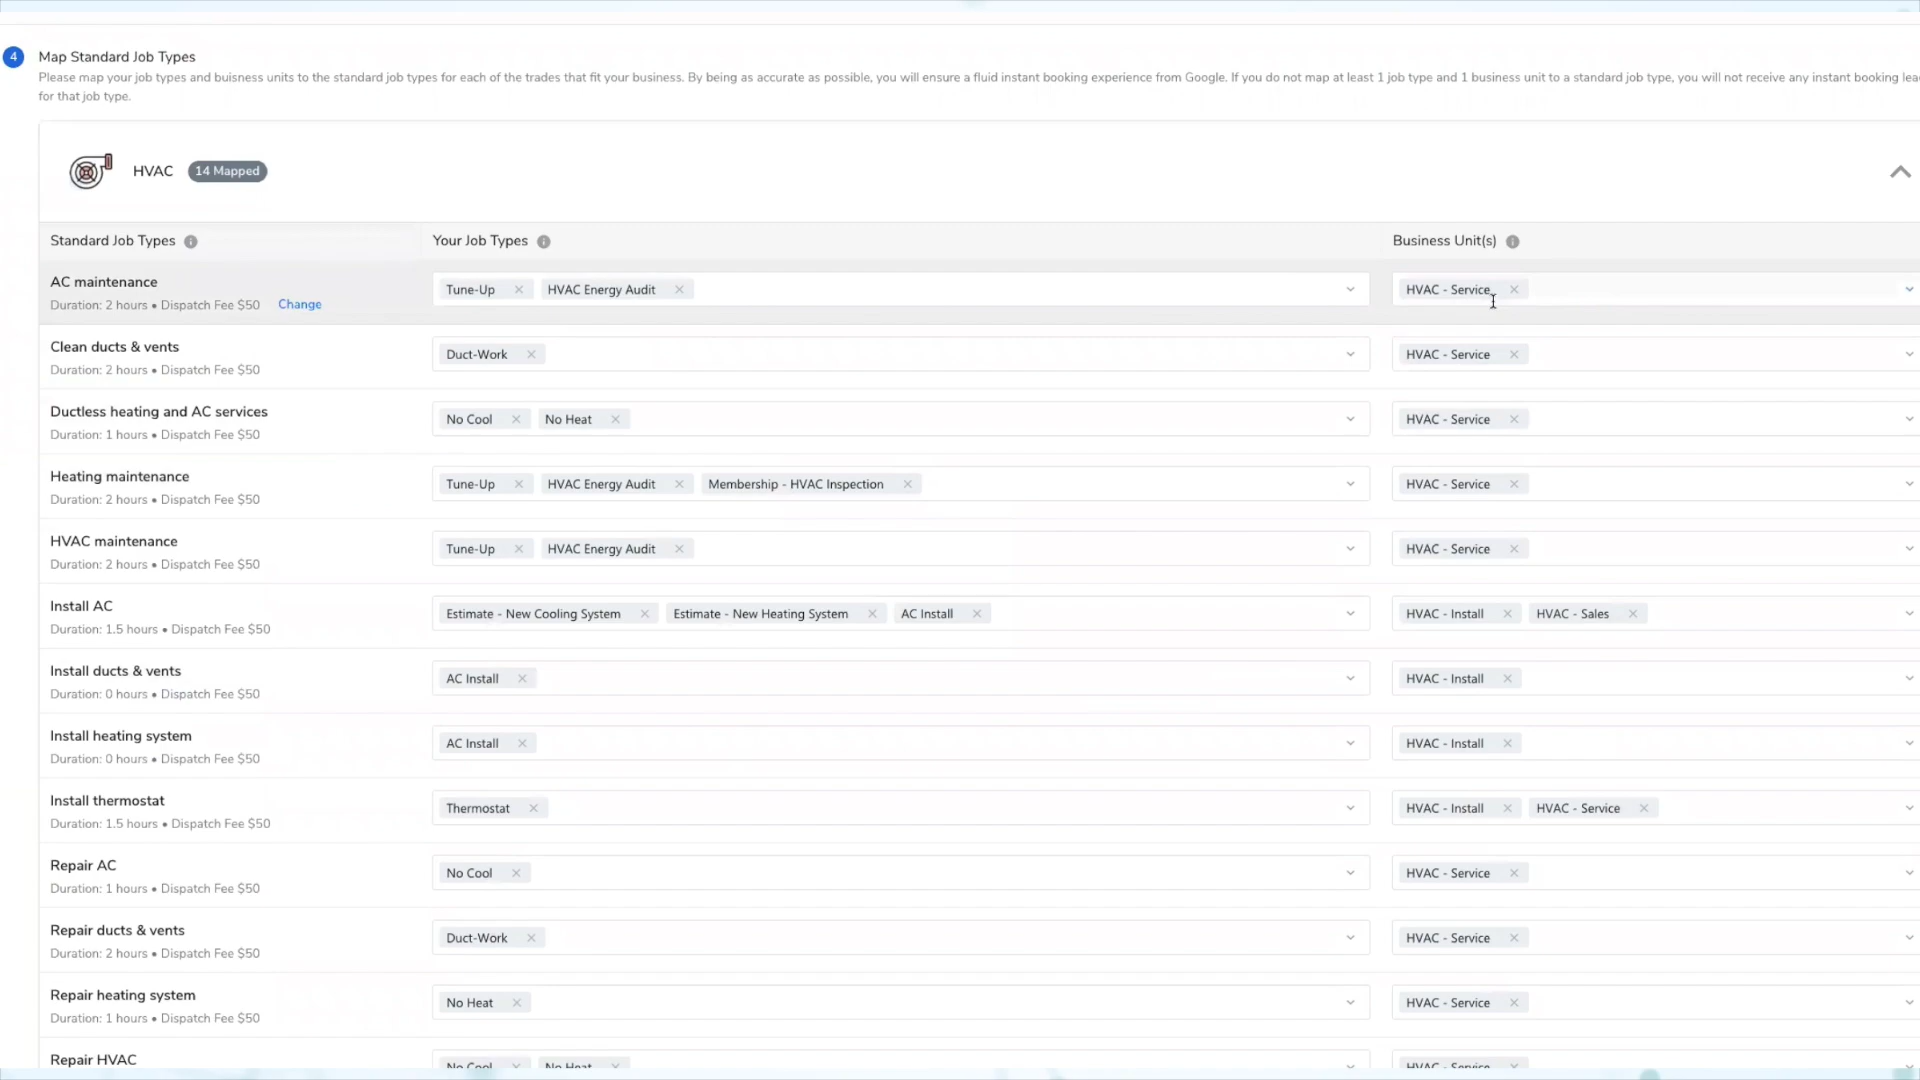 4 Map Standard Job Types
Please map your job types and buisness units to the standard job types for each of the trades that fit your business. By being as accurate as possible, you will ensure a fluid instant booking experience from Google. If you do not map at least 1 job type and 1 business unit to a standard job type, you will not receive any instant booking
for that job type.
HVAC 14 Mapped
Standard Job Types Your Job Types Business Unit(s)
AC maintenance
Duration: 2 hours • Dispatch Fee $50 Change
Tune-Up HVAC Energy Audit HVAC - Service
Clean ducts & vents
Duration: 2 hours • Dispatch Fee $50
Duct-Work HVAC - Service
Ductless heating and AC services
Duration: 1 hours • Dispatch Fee $50
No Cool No Heat HVAC - Service
Heating maintenance
Duration: 2 hours • Dispatch Fee $50
Tune-Up HVAC Energy Audit Membership - HVAC Inspection HVAC - Service
HVAC maintenance
Duration: 2 hours • Dispatch Fee $50
Tune-Up HVAC Energy Audit HVAC - Service
Install AC
Duration: 1.5 hours • Dispatch Fee $50
Estimate - New Cooling System Estimate - New Heating System AC Install HVAC - Install HVAC - Sales
Install ducts & vents
Duration: 0 hours • Dispatch Fee $50
AC Install HVAC - Install
Install heating system
Duration: 0 hours • Dispatch Fee $50
AC Install HVAC - Install
Install thermostat
Duration: 1.5 hours • Dispatch Fee $50
Thermostat HVAC - Install HVAC - Service
Repair AC
Duration: 1 hours • Dispatch Fee $50
No Cool HVAC - Service
Repair ducts & vents
Duration: 2 hours • Dispatch Fee $50
Duct-Work HVAC - Service
Repair heating system
Duration: 1 hours • Dispatch Fee $50
No Heat HVAC - Service
Repair HVAC
No Cool No Heat HVAC - Service